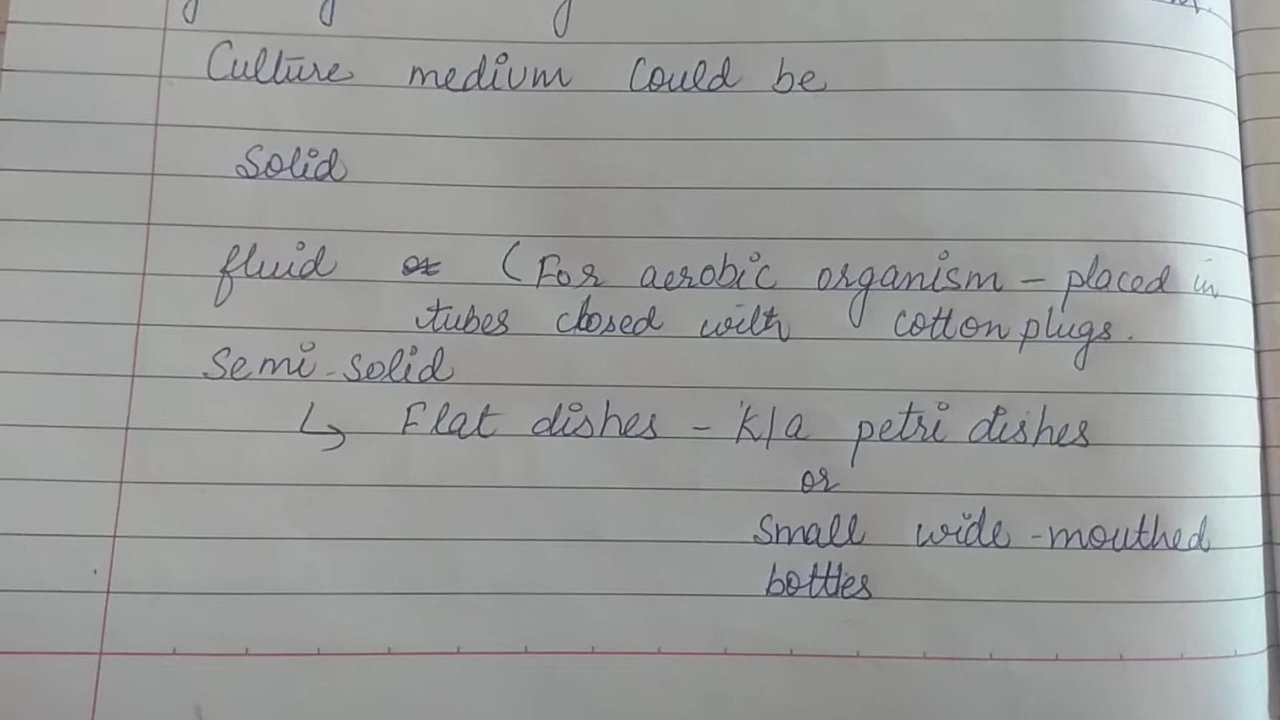 Culture medium could be
Solid
fluid (For aerobic organism - placed in
tubes closed with cotton plugs.
Semi-solid
↳ Flat dishes - K/a petri dishes
or
small wide-mouthed
bottles